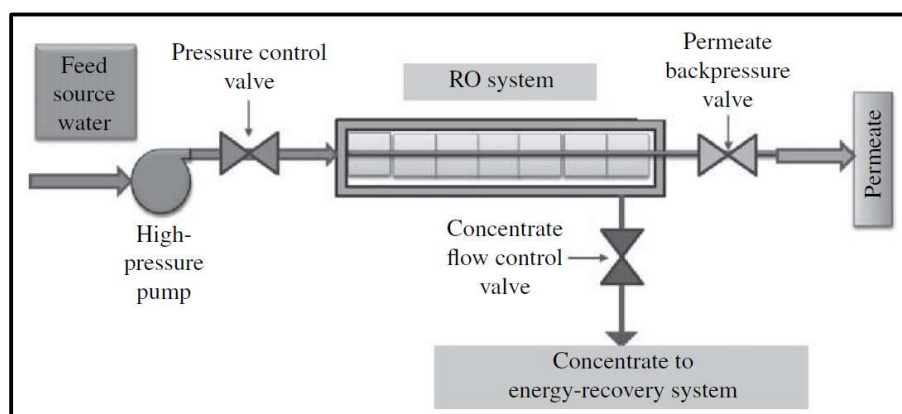 Feed
source
water
Pressure control
valve
RO system
Permeate
backpressure
valve
Permeate
High-
pressure
pump
Concentrate
flow control
valve
Concentrate to
energy-recovery system